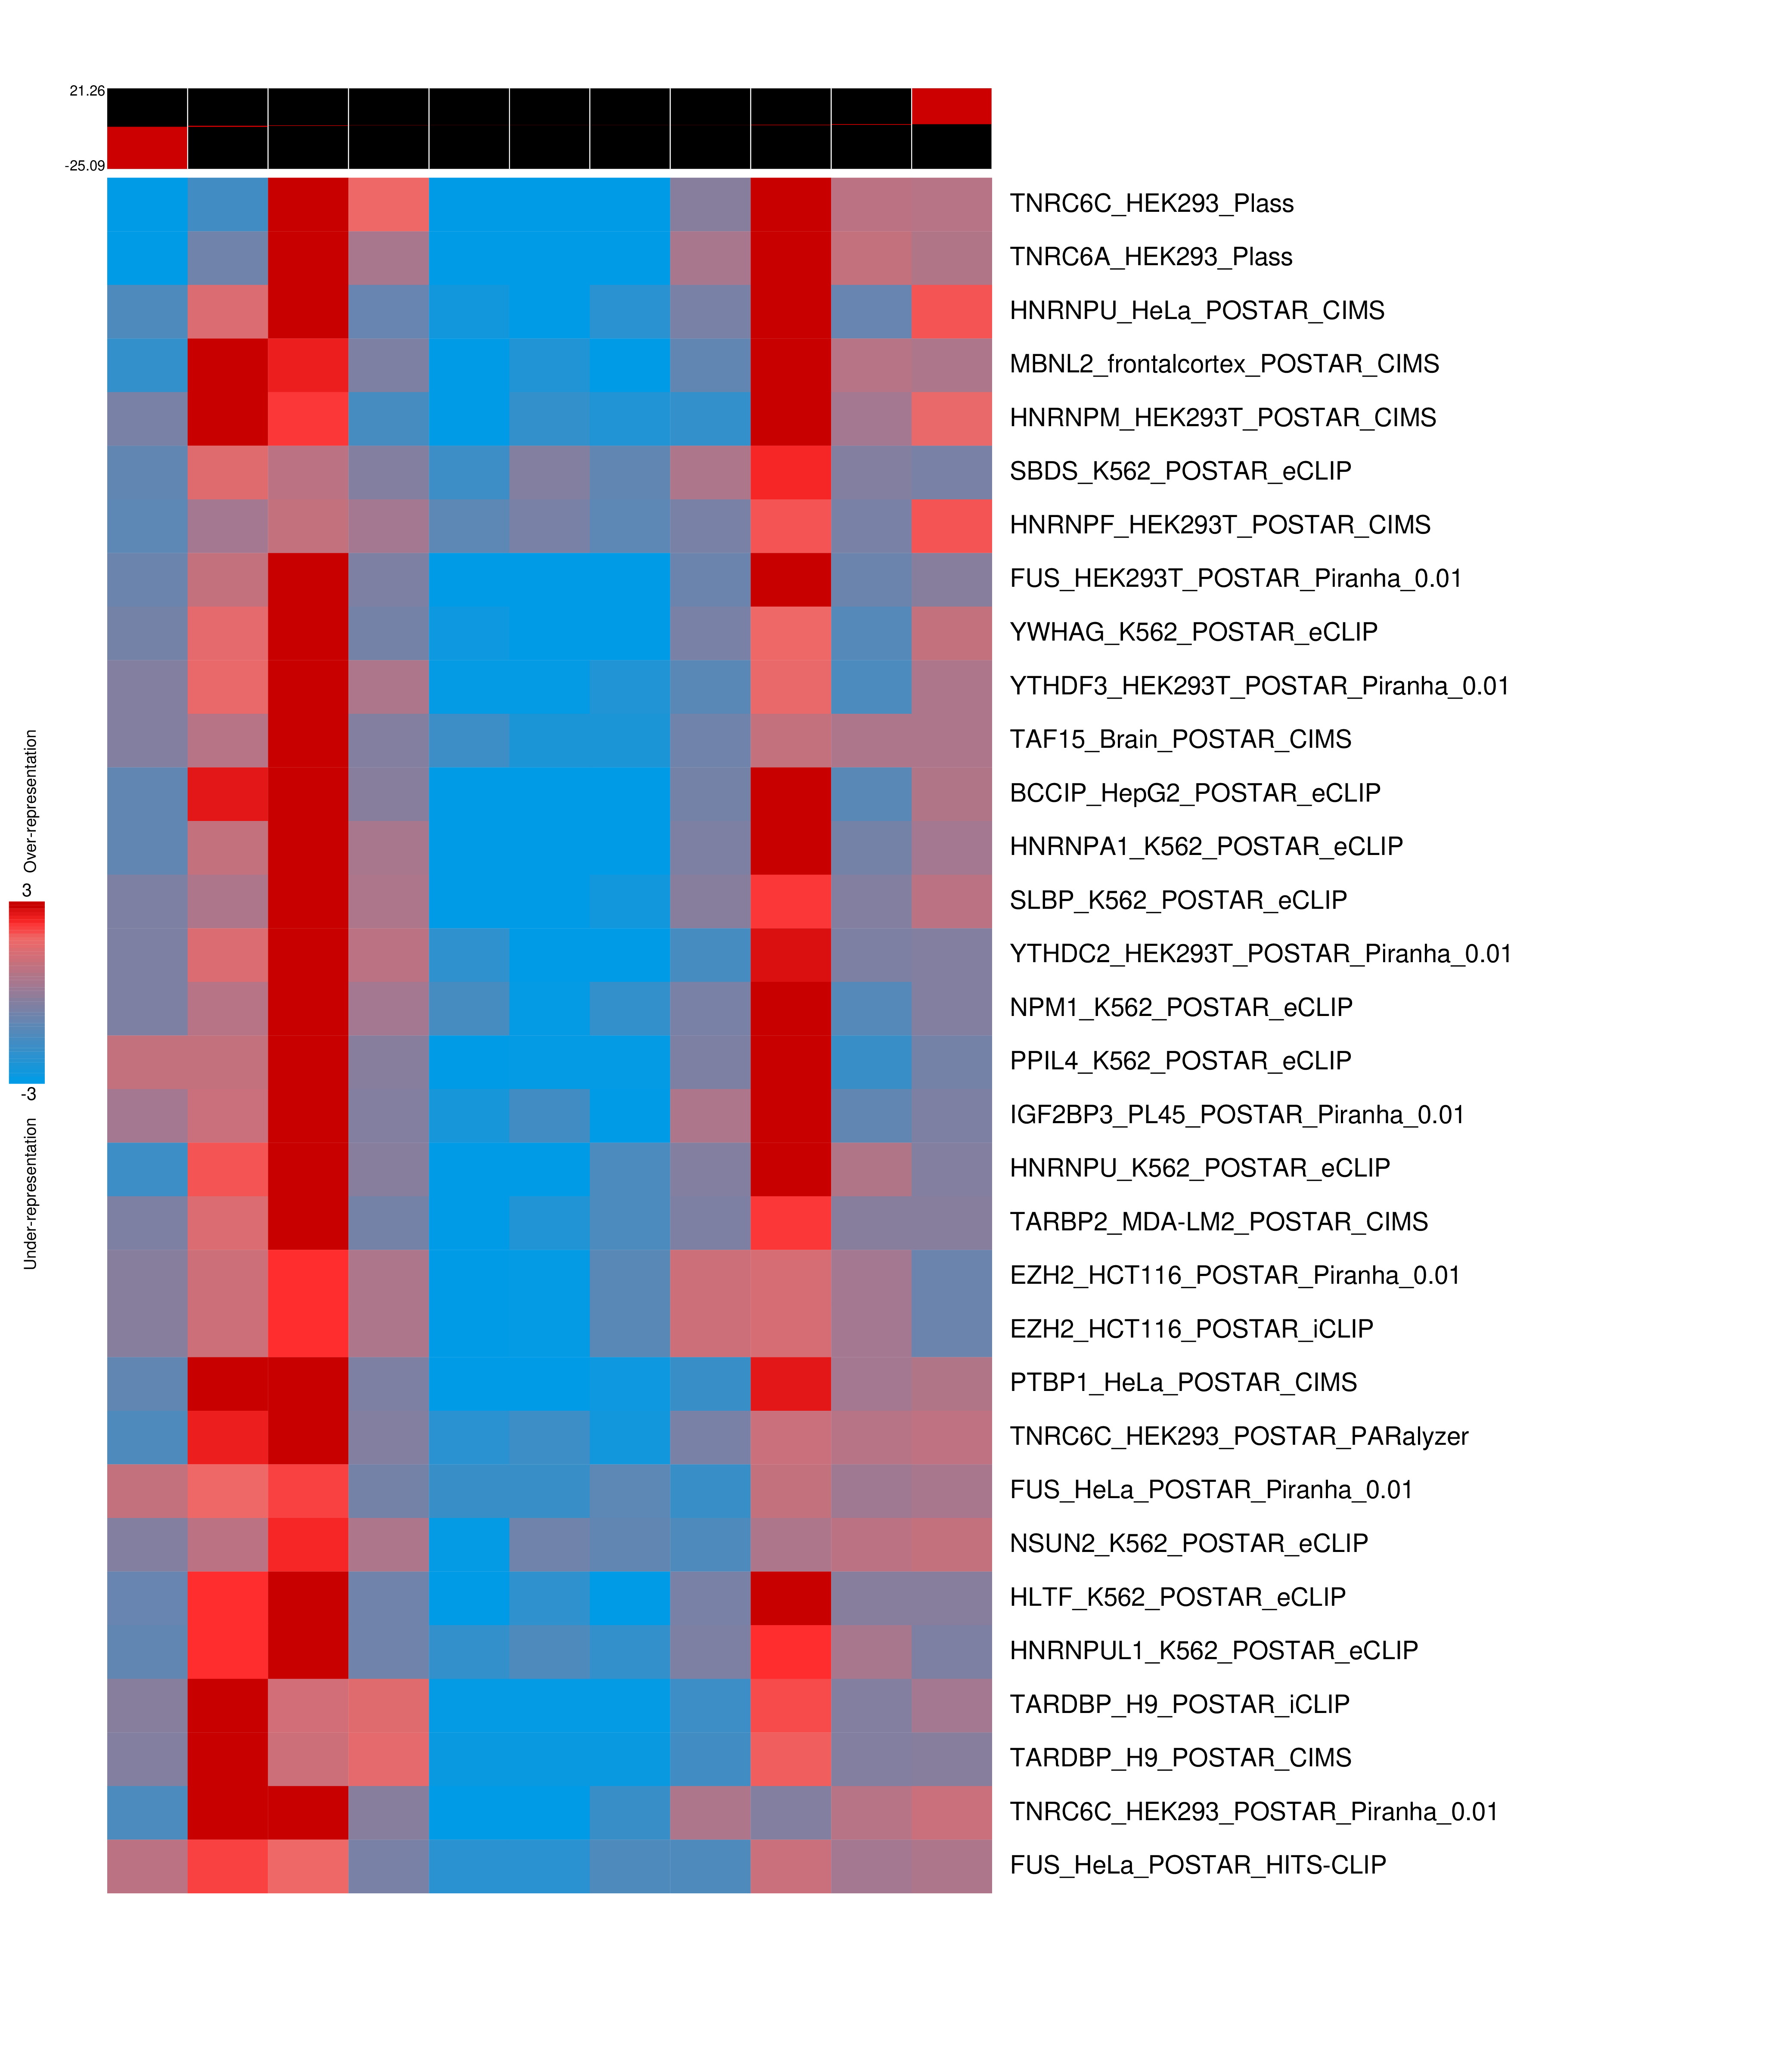 21.26
-25.09
TNRC6C_HEK293_Plass
TNRC6A_HEK293_Plass
HNRNPU_HeLa_POSTAR_CIMS
MBNL2_frontalcortex_POSTAR_CIMS
HNRNPM_HEK293T_POSTAR_CIMS
SBDS_K562_POSTAR_eCLIP
HNRNPF_HEK293T_POSTAR_CIMS
FUS_HEK293T_POSTAR_Piranha_0.01
YWHAG_K562_POSTAR_eCLIP
YTHDF3_HEK293T_POSTAR_Piranha_0.01
TAF15_Brain_POSTAR_CIMS
BCCIP_HepG2_POSTAR_eCLIP
HNRNPA1_K562_POSTAR_eCLIP
SLBP_K562_POSTAR_eCLIP
YTHDC2_HEK293T_POSTAR_Piranha_0.01
NPM1_K562_POSTAR_eCLIP
PPIL4_K562_POSTAR_eCLIP
IGF2BP3_PL45_POSTAR_Piranha_0.01
HNRNPU_K562_POSTAR_eCLIP
TARBP2_MDA-LM2_POSTAR_CIMS
EZH2_HCT116_POSTAR_Piranha_0.01
EZH2_HCT116_POSTAR_iCLIP
PTBP1_HeLa_POSTAR_CIMS
TNRC6C_HEK293_POSTAR_PARalyzer
FUS_HeLa_POSTAR_Piranha_0.01
NSUN2_K562_POSTAR_eCLIP
HLTF_K562_POSTAR_eCLIP
HNRNPUL1_K562_POSTAR_eCLIP
TARDBP_H9_POSTAR_iCLIP
TARDBP_H9_POSTAR_CIMS
TNRC6C_HEK293_POSTAR_Piranha_0.01
FUS_HeLa_POSTAR_HITS-CLIP
Over-representation
3
-3
Under-representation